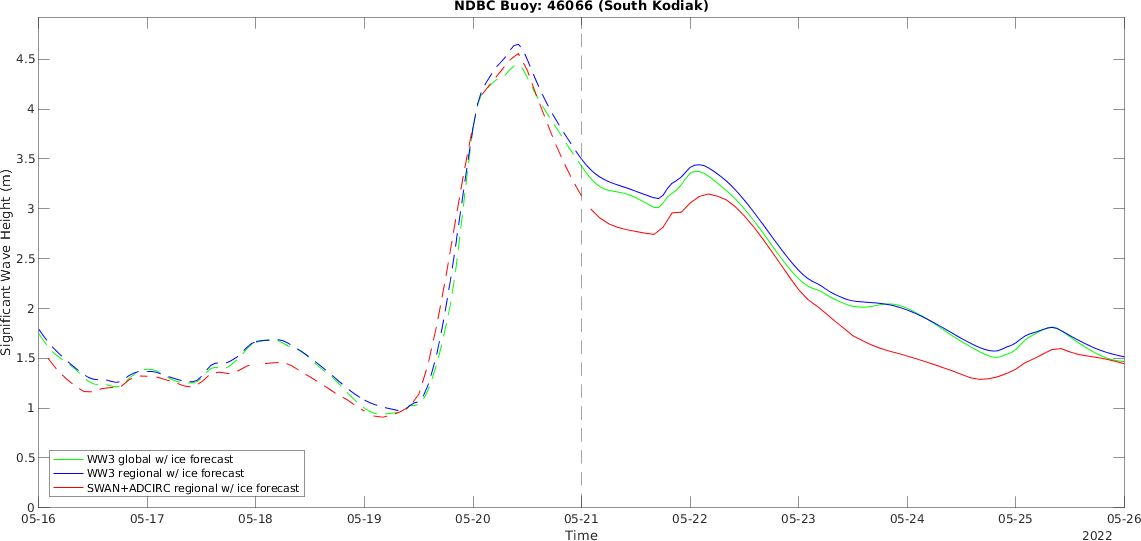 NDBC Buoy: 46066 (South Kodiak)
Significant Wave Height (m)
4.5
4
3.5
3
2.5
2
1.5
1
0.5
0
WW3 global w/ ice forecast
WW3 regional w/ ice forecast
SWAN+ADCIRC regional w/ ice forecast
05-16 05-17 05-18 05-19 05-20 05-21 05-22 05-23 05-24 05-25 05-26
Time
2022